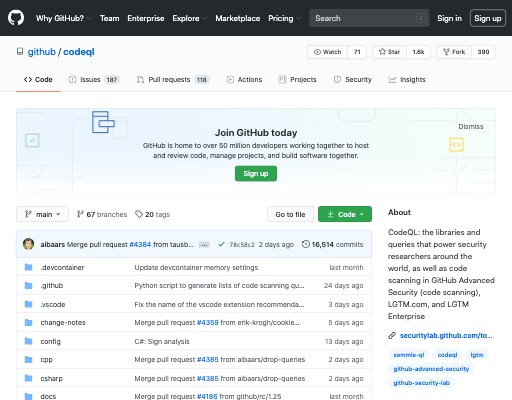 Why GitHub? Team Enterprise Explore Marketplace Pricing Search / Sign in Sign up
github / codeql
Watch 71 Star 1.6k Fork 390
Code Issues 187 Pull requests 118 Actions Projects Security Insights
Dismiss
Join GitHub today
GitHub is home to over 50 million developers working together to host
and review code, manage projects, and build software together.
Sign up
main 67 branches 20 tags Go to file Code
aibaars Merge pull request #4384 from tausb... ... 78c58c2 2 days ago 16,514 commits
.devcontainer Update devcontainer memory settings last month
.github Python script to generate lists of code scanning qu... 24 days ago
.vscode Fix the name of the vscode extension recommenda... 3 days ago
change-notes Merge pull request #4359 from erik-krogh/cookie... 5 days ago
config C#: Sign analysis 13 days ago
cpp Merge pull request #4385 from aibaars/drop-queries 2 days ago
csharp Merge pull request #4385 from aibaars/drop-queries 2 days ago
docs Merge pull request #4186 from github/rc/1.25 last month
About
CodeQL: the libraries and
queries that power security
researchers around the
world, as well as code
scanning in GitHub Advanced
Security (code scanning),
LGTM.com, and LGTM
Enterprise
securitylab.github.com/to...
semmle-ql codeql lgtm
github-advanced-security
github-security-lab